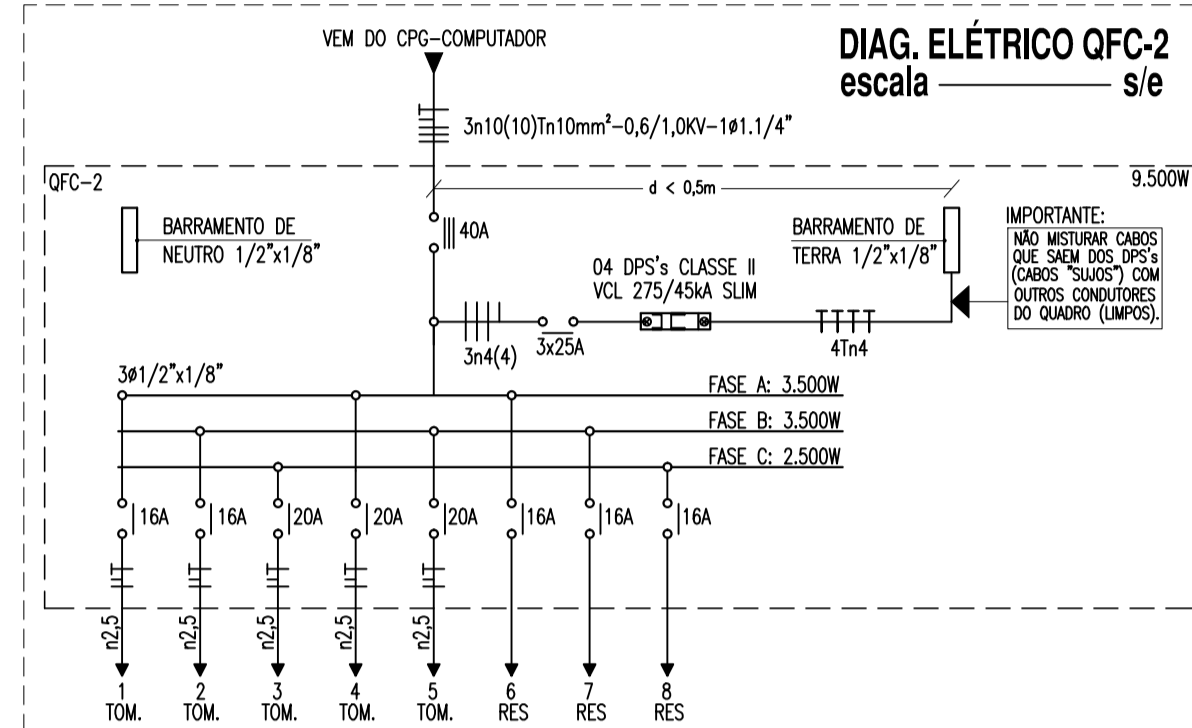 VEM DO CPG-COMPUTADOR
DIAG. ELÉTRICO QFC-2
escala s/e
3n10(10)Tn10mm²-0,6/1,0KV-1ø1.1/4"
QFC-2
d < 0,5m
9.500W
BARRAMENTO DE
NEUTRO 1/2"x1/8"
40A
BARRAMENTO DE
TERRA 1/2"x1/8"
IMPORTANTE:
NÃO MISTURAR CABOS
QUE SAEM DOS DPS's
(CABOS "SUJOS") COM
OUTROS CONDUTORES
DO QUADRO (LIMPOS).
04 DPS's CLASSE II
VCL 275/45kA SLIM
3n4(4)
3x25A
4Tn4
3ø1/2"x1/8"
FASE A: 3.500W
FASE B: 3.500W
FASE C: 2.500W
16A 16A 20A 20A 20A 16A 16A 16A
n2,5 n2,5 n2,5 n2,5 n2,5
1 2 3 4 5 6 7 8
TOM. TOM. TOM. TOM. TOM. RES RES RES